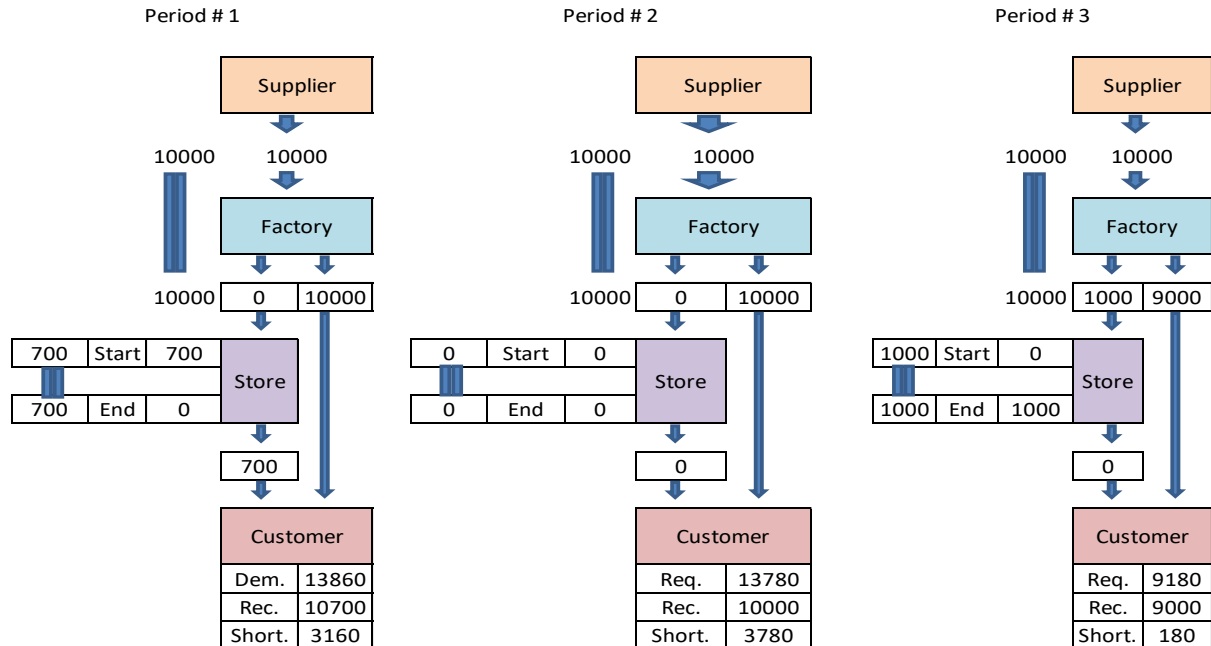 Period # 1 Period # 2 Period # 3
Supplier Supplier Supplier
10000 10000 10000 10000 10000 10000
Factory Factory Factory
10000 0 10000 10000 0 10000 10000 1000 9000
700 Start 700 0 Start 0 1000 Start 0
Store Store Store
700 End 0 0 End 0 1000 End 1000
700 0 0
Customer Customer Customer
Dem. 13860 Req. 13780 Req. 9180
Rec. 10700 Rec. 10000 Rec. 9000
Short. 3160 Short. 3780 Short. 180